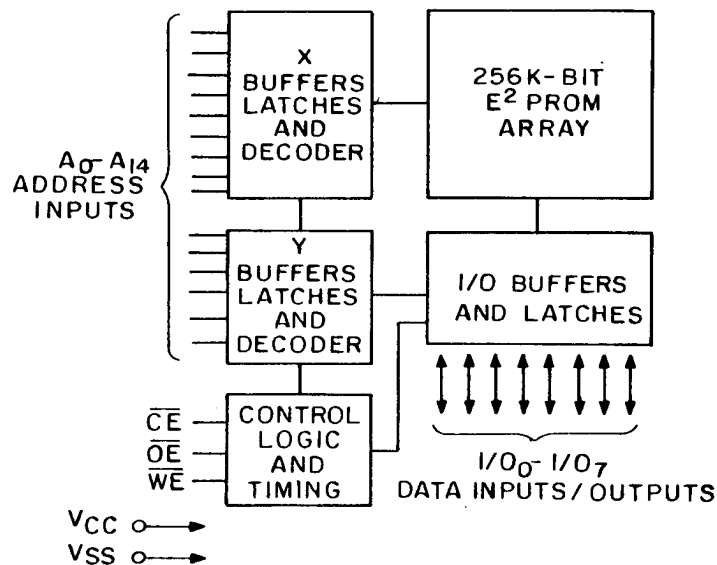 A0-A14
ADDRESS
INPUTS
X
BUFFERS
LATCHES
AND
DECODER
256K-BIT
E2 PROM
ARRAY
Y
BUFFERS
LATCHES
AND
DECODER
I/O BUFFERS
AND LATCHES
CE
OE
WE
CONTROL
LOGIC
AND
TIMING
I/O0-I/O7
DATA INPUTS/OUTPUTS
VCC
VSS